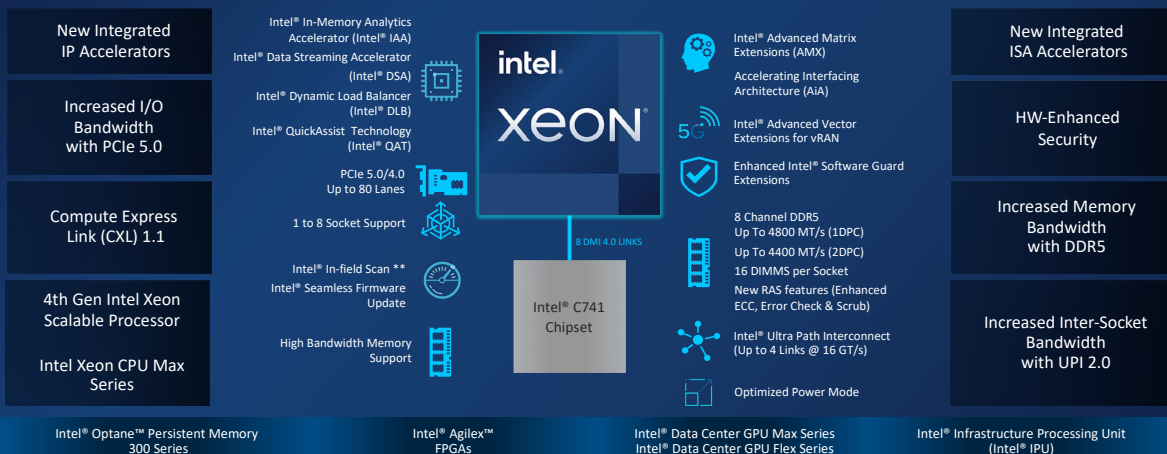 New Integrated
IP Accelerators
Increased I/O
Bandwidth
with PCIe 5.0
Compute Express
Link (CXL) 1.1
4th Gen Intel Xeon
Scalable Processor
Intel Xeon CPU Max
Series
Intel® In-Memory Analytics
Accelerator (Intel® IAA)
Intel® Data Streaming Accelerator
(Intel® DSA)
Intel® Dynamic Load Balancer
(Intel® DLB)
Intel® QuickAssist Technology
(Intel® QAT)
PCIe 5.0/4.0
Up to 80 Lanes
1 to 8 Socket Support
Intel® In-field Scan **
Intel® Seamless Firmware
Update
High Bandwidth Memory
Support
intel.
xeon®
8 DMI 4.0 LINKS
Intel® C741
Chipset
Intel® Advanced Matrix
Extensions (AMX)
Accelerating Interfacing
Architecture (AiA)
5G
Intel® Advanced Vector
Extensions for vRAN
Enhanced Intel® Software Guard
Extensions
8 Channel DDR5
Up To 4800 MT/s (1DPC)
Up To 4400 MT/s (2DPC)
16 DIMMS per Socket
New RAS features (Enhanced
ECC, Error Check & Scrub)
Intel® Ultra Path Interconnect
(Up to 4 Links @ 16 GT/s)
Optimized Power Mode
New Integrated
ISA Accelerators
HW-Enhanced
Security
Increased Memory
Bandwidth
with DDR5
Increased Inter-Socket
Bandwidth
with UPI 2.0
Intel® Optane™ Persistent Memory
300 Series
Intel® Agilex™
FPGAs
Intel® Data Center GPU Max Series
Intel® Data Center GPU Flex Series
Intel® Infrastructure Processing Unit
(Intel® IPU)